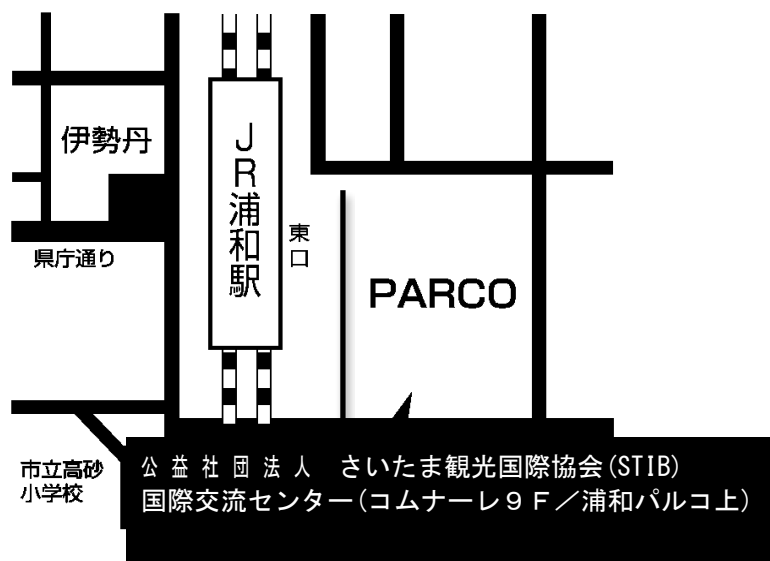 伊勢丹
県庁通り
JR浦和駅
東口
PARCO
市立高砂
小学校
公益社団法人　さいたま観光国際協会(STIB)
国際交流センター(コムナーレ９Ｆ／浦和パルコ上)